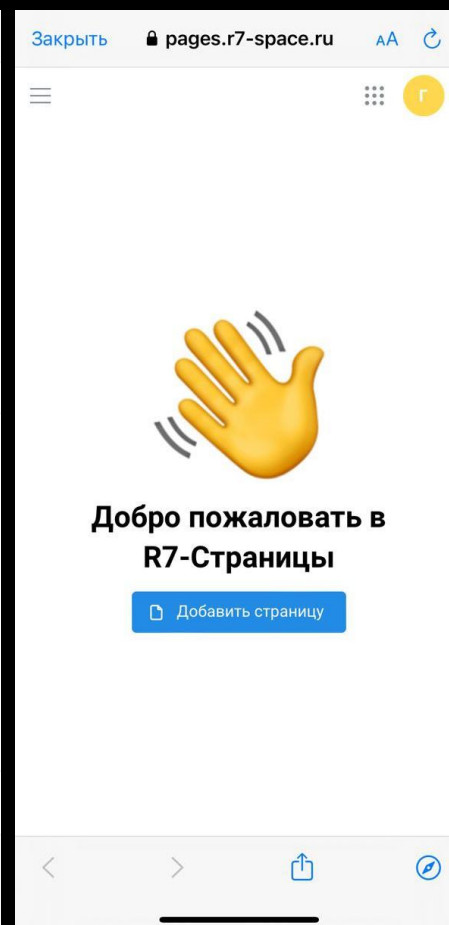 Закрыть pages.r7-space.ru AA
Г
Добро пожаловать в
R7-Страницы
Добавить страницу